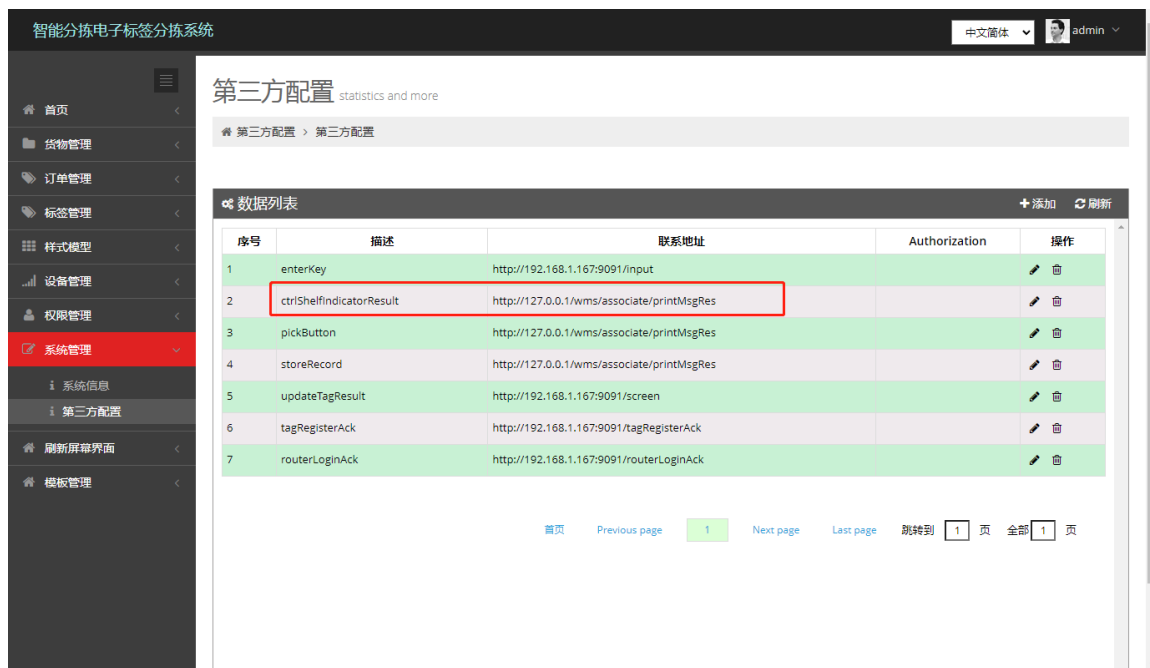 智能分拣电子标签分拣系统
中文简体
admin
首页
货物管理
订单管理
标签管理
样式模型
设备管理
权限管理
系统管理
系统信息
第三方配置
刷新屏幕界面
模板管理
第三方配置 statistics and more
第三方配置 > 第三方配置
数据列表 添加 刷新
序号 描述 联系地址 Authorization 操作
1 enterKey http://192.168.1.167:9091/input
2 ctrlShelfIndicatorResult http://127.0.0.1/wms/associate/printMsgRes
3 pickButton http://127.0.0.1/wms/associate/printMsgRes
4 storeRecord http://127.0.0.1/wms/associate/printMsgRes
5 updateTagResult http://192.168.1.167:9091/screen
6 tagRegisterAck http://192.168.1.167:9091/tagRegisterAck
7 routerLoginAck http://192.168.1.167:9091/routerLoginAck
首页 Previous page 1 Next page Last page 跳转到 1 页 全部 1 页